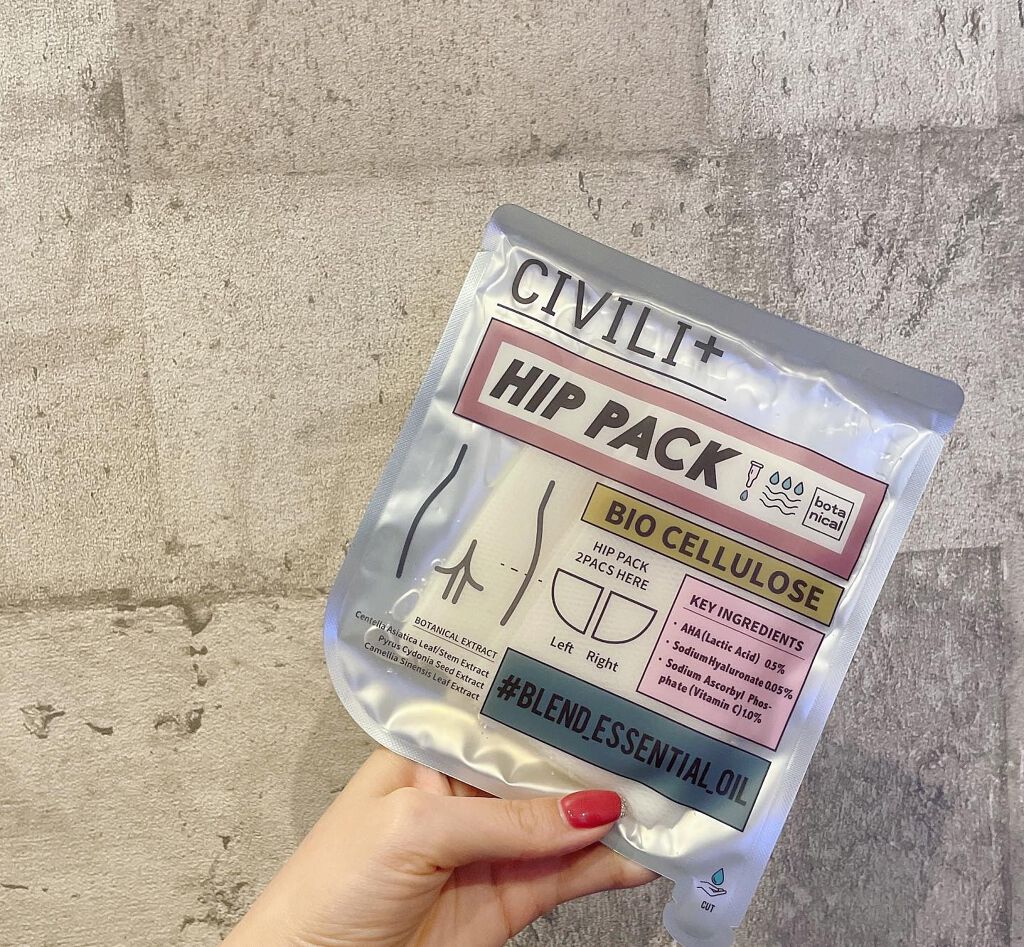 CIVILI+
HIP PACK
bota
nical
BIO CELLULOSE
HIP PACK
2PACS HERE
Left Right
KEY INGREDIENTS
• AHA(Lactic Acid) 0.5%
• SodiumHyaluronate 0.05%
• Sodium Ascorbyl Phos-
phate (Vitamin C)1.0%
BOTANICAL EXTRACT
Centella Asiatica Leaf/Stem Extract
Pyrus Cydonia Seed Extract
Camellia Sinensis Leaf Extract
#BLEND_ESSENTIAL_OIL
CUT